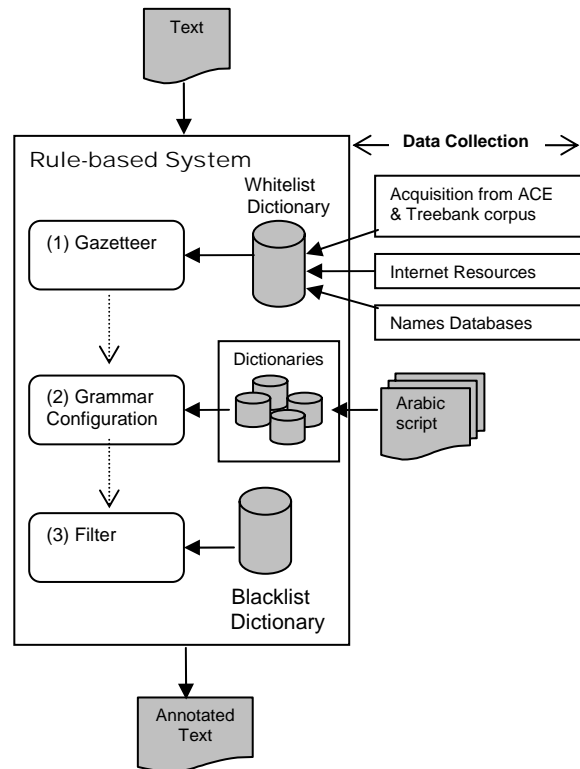 Text
Data Collection
Rule-based System
Whitelist
Dictionary
Acquisition from ACE
& Treebank corpus
(1) Gazetteer
Internet Resources
Names Databases
Dictionaries
(2) Grammar
Configuration
Arabic
script
(3) Filter
Blacklist
Dictionary
Annotated
Text